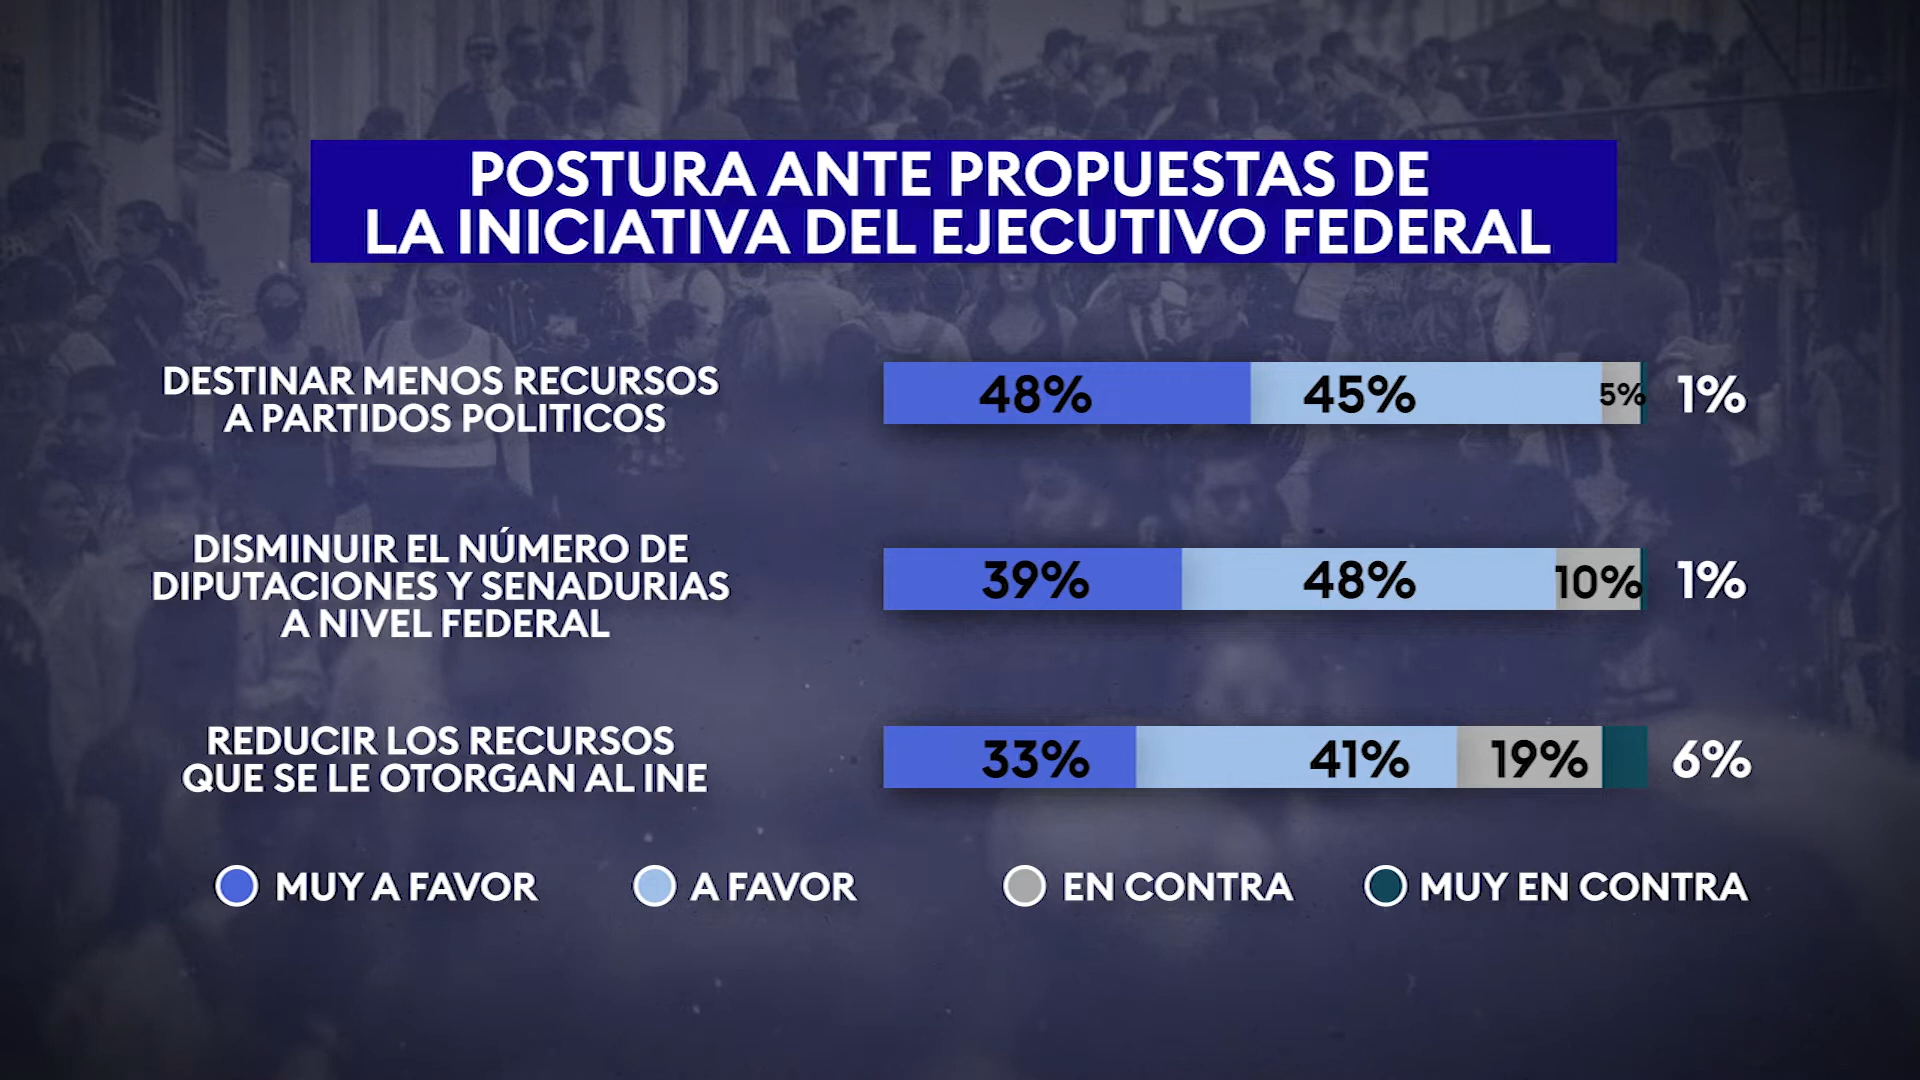 POSTURA ANTE PROPUESTAS DE
LA INICIATIVA DEL EJECUTIVO FEDERAL
DESTINAR MENOS RECURSOS
A PARTIDOS POLITICOS
48% 45% 5% 1%
DISMINUIR EL NÚMERO DE
DIPUTACIONES Y SENADURIAS
A NIVEL FEDERAL
39% 48% 10% 1%
REDUCIR LOS RECURSOS
QUE SE LE OTORGAN AL INE
33% 41% 19% 6%
MUY A FAVOR A FAVOR EN CONTRA MUY EN CONTRA